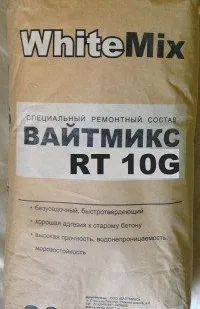 WhiteMix
СПЕЦИАЛЬНЫЙ РЕМОНТНЫЙ СОСТАВ
ВАЙТМИКС
RT 10G
• безусадочный, быстротвердеющий
• хорошая адгезия к старому бетону
• высокая прочность, водонепроницаемость,
морозостойкость